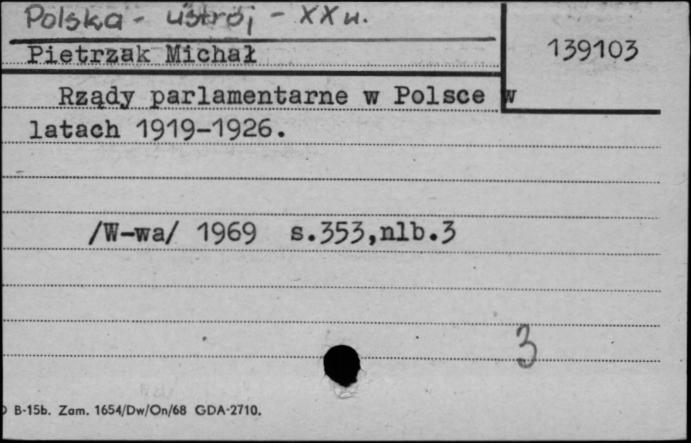 Polska - ustrój - XX w.
Pietrzak Michał
139103
Rządy parlamentarne w Polsce w
latach 1919-1926.
/W-wa/ 1969 s.353,nlb.3
3
B-15b. Zam. 1654/Dw/On/68 GDA-2710.